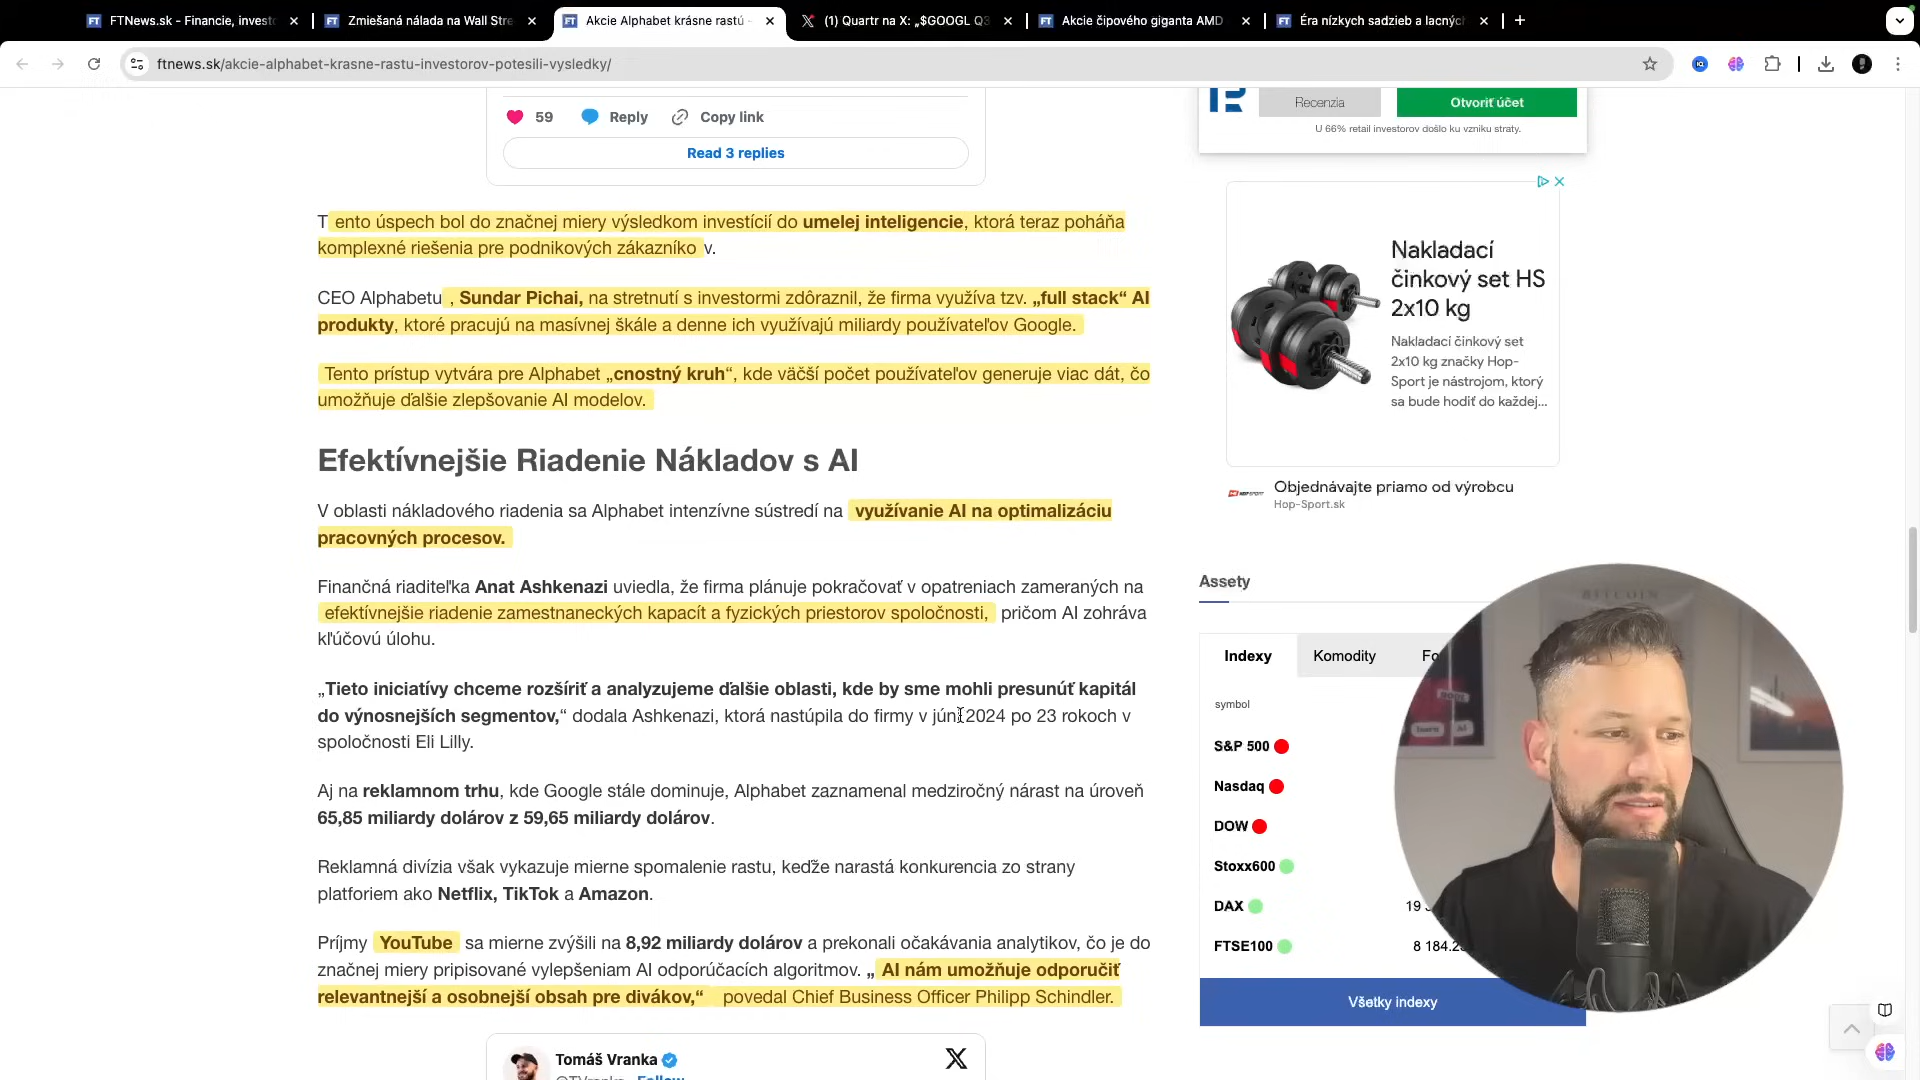 FTNews.sk - Financie, invest
Zmiešaná nálada na Wall Stre
Akcie Alphabet krásne rastú -
(1) Quartr na X: „$GOOGL Q3
Akcie čipového giganta AMD
Éra nízkych sadzieb a lacných
ftnews.sk/akcie-alphabet-krasne-rastu-investorov-potesili-vysledky/
59 Reply Copy link
Read 3 replies
Tento úspech bol do značnej miery výsledkom investícií do umelej inteligencie, ktorá teraz poháňa
komplexné riešenia pre podnikových zákazníkov.
CEO Alphabetu, Sundar Pichai, na stretnutí s investormi zdôraznil, že firma využíva tzv. „full stack“ AI
produkty, ktoré pracujú na masívnej škále a denne ich využívajú miliardy používateľov Google.
Tento prístup vytvára pre Alphabet „cnostný kruh“, kde väčší počet používateľov generuje viac dát, čo
umožňuje ďalšie zlepšovanie AI modelov.
Efektívnejšie Riadenie Nákladov s AI
V oblasti nákladového riadenia sa Alphabet intenzívne sústredí na využívanie AI na optimalizáciu
pracovných procesov.
Finančná riaditeľka Anat Ashkenazi uviedla, že firma plánuje pokračovať v opatreniach zameraných na
efektívnejšie riadenie zamestnaneckých kapacít a fyzických priestorov spoločnosti, pričom AI zohráva
kľúčovú úlohu.
„Tieto iniciatívy chceme rozšíriť a analyzujeme ďalšie oblasti, kde by sme mohli presunúť kapitál
do výnosnejších segmentov,“ dodala Ashkenazi, ktorá nastúpila do firmy v júni 2024 po 23 rokoch v
spoločnosti Eli Lilly.
Aj na reklamnom trhu, kde Google stále dominuje, Alphabet zaznamenal medziročný nárast na úroveň
65,85 miliardy dolárov z 59,65 miliardy dolárov.
Reklamná divízia však vykazuje mierne spomalenie rastu, keďže narastá konkurencia zo strany
platforiem ako Netflix, TikTok a Amazon.
Príjmy YouTube sa mierne zvýšili na 8,92 miliardy dolárov a prekonali očakávania analytikov, čo je do
značnej miery pripisované vylepšeniam AI odporúčacích algoritmov. „AI nám umožňuje odporučiť
relevantnejší a osobnejší obsah pre divákov,“ povedal Chief Business Officer Philipp Schindler.
Tomáš Vranka
Recenzia
Otvoriť účet
U 66% retail investorov došlo ku vzniku straty.
Nakladací
činkový set HS
2x10 kg
Nakladací činkový set
2x10 kg značky Hop-
Sport je nástrojom, ktorý
sa bude hodiť do každej...
Objednávajte priamo od výrobcu
Hop-Sport.sk
Assety
Indexy Komodity Fo
symbol
S&P 500
Nasdaq
DOW
Stoxx600
DAX 19
FTSE100 8 184.2
Všetky indexy
BITCOIN